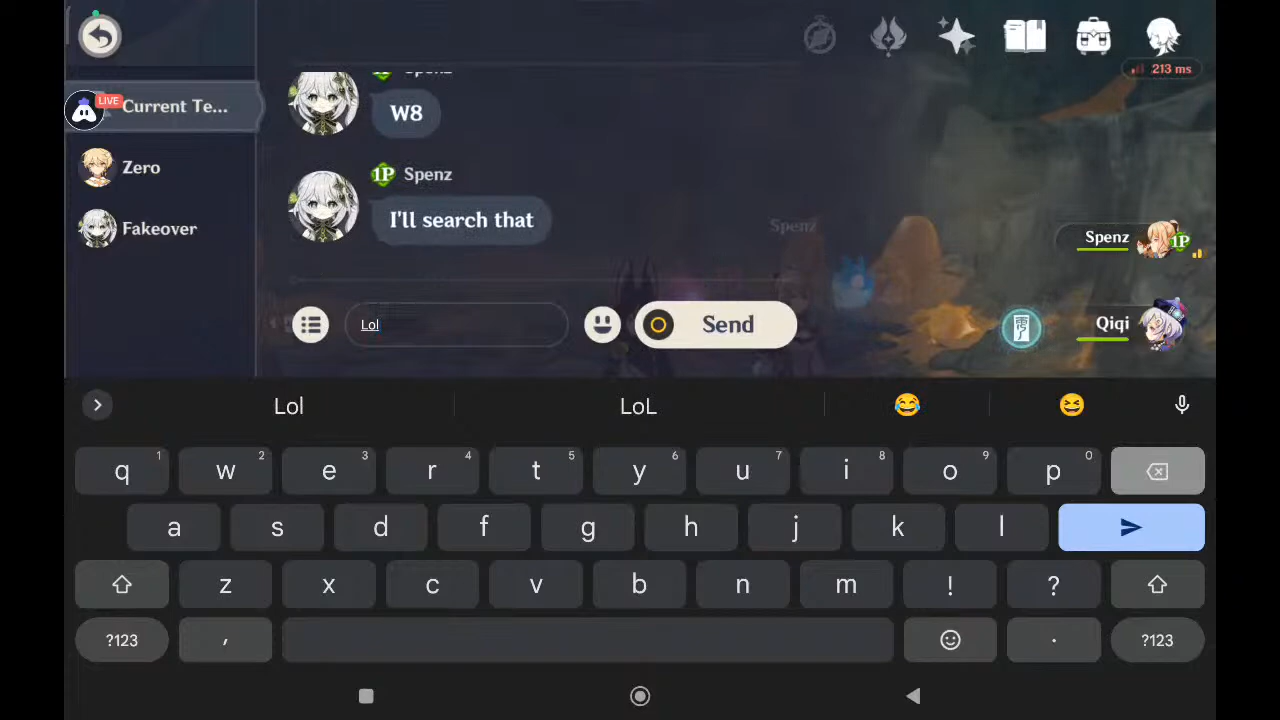 213 ms
LIVE
Current Te...
Zero
Fakeover
Spenz
W8
1P Spenz
I'll search that
Spenz
Spenz 1P
Qiqi
Lol
Send
Lol
LoL
q 1 w 2 e 3 r 4 t 5 y 6 u 7 i 8 o 9 p 0
a s d f g h j k l
z x c v b n m ! ?
?123 , . ?123